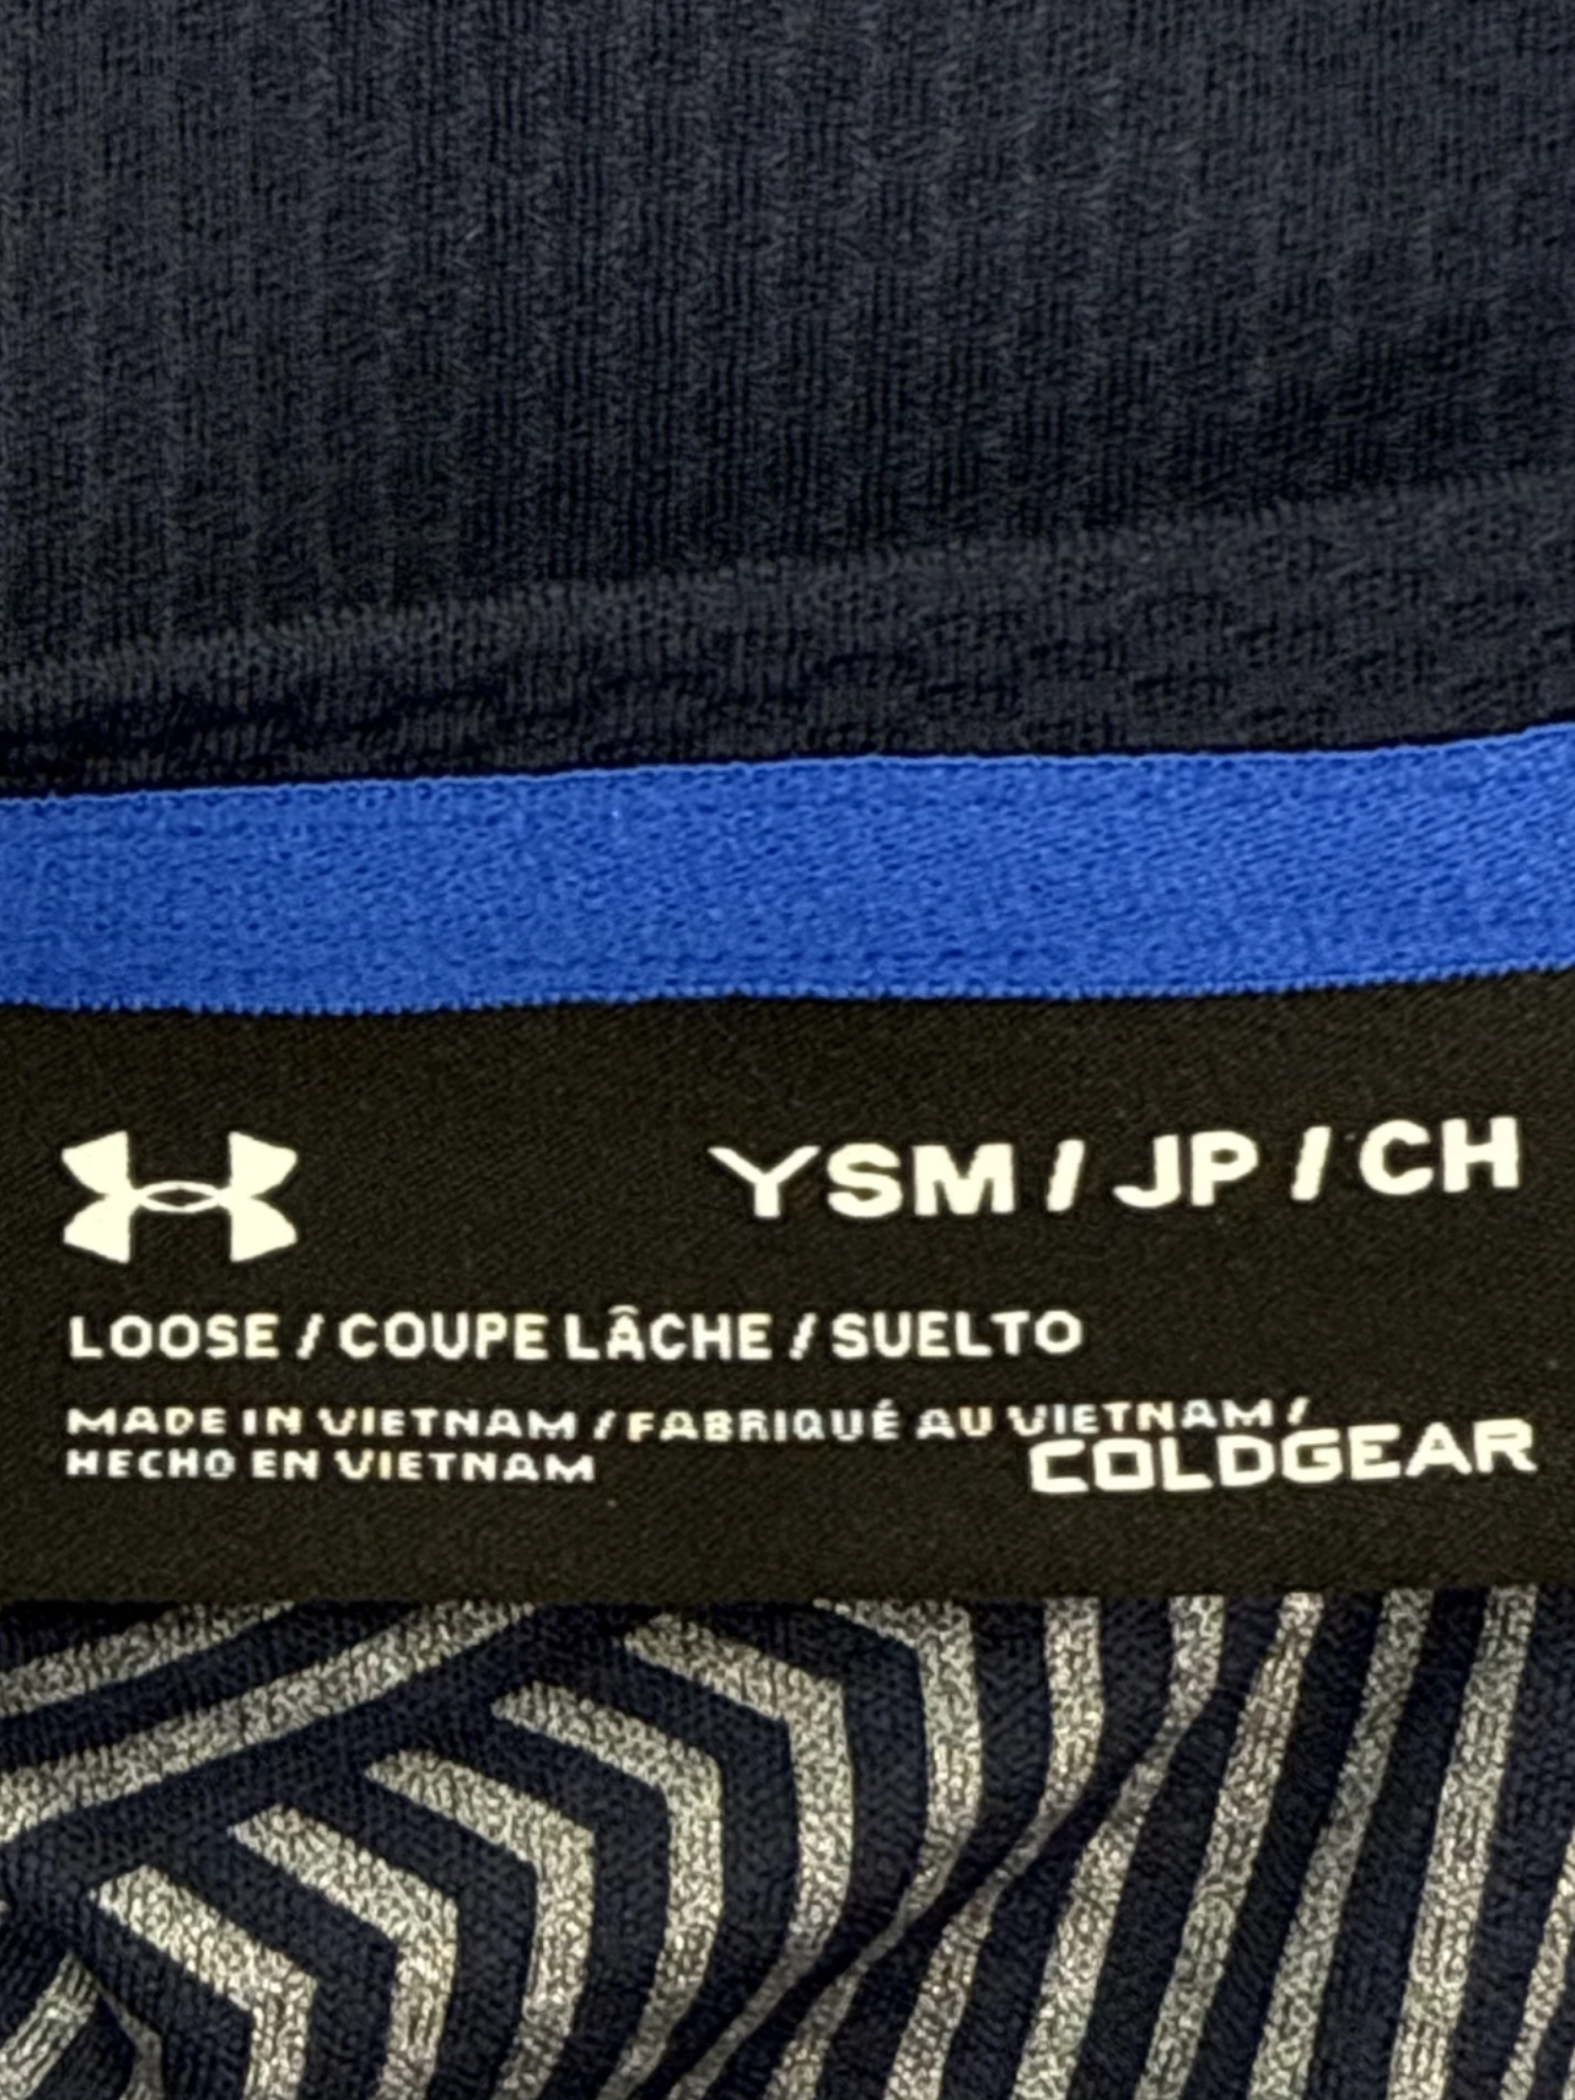 YSM / JP / CH
LOOSE / COUPE LÂCHE / SUELTO
MADE IN VIETNAM / FABRIQUÉ AU VIETNAM /
HECHO EN VIETNAM
COLDGEAR